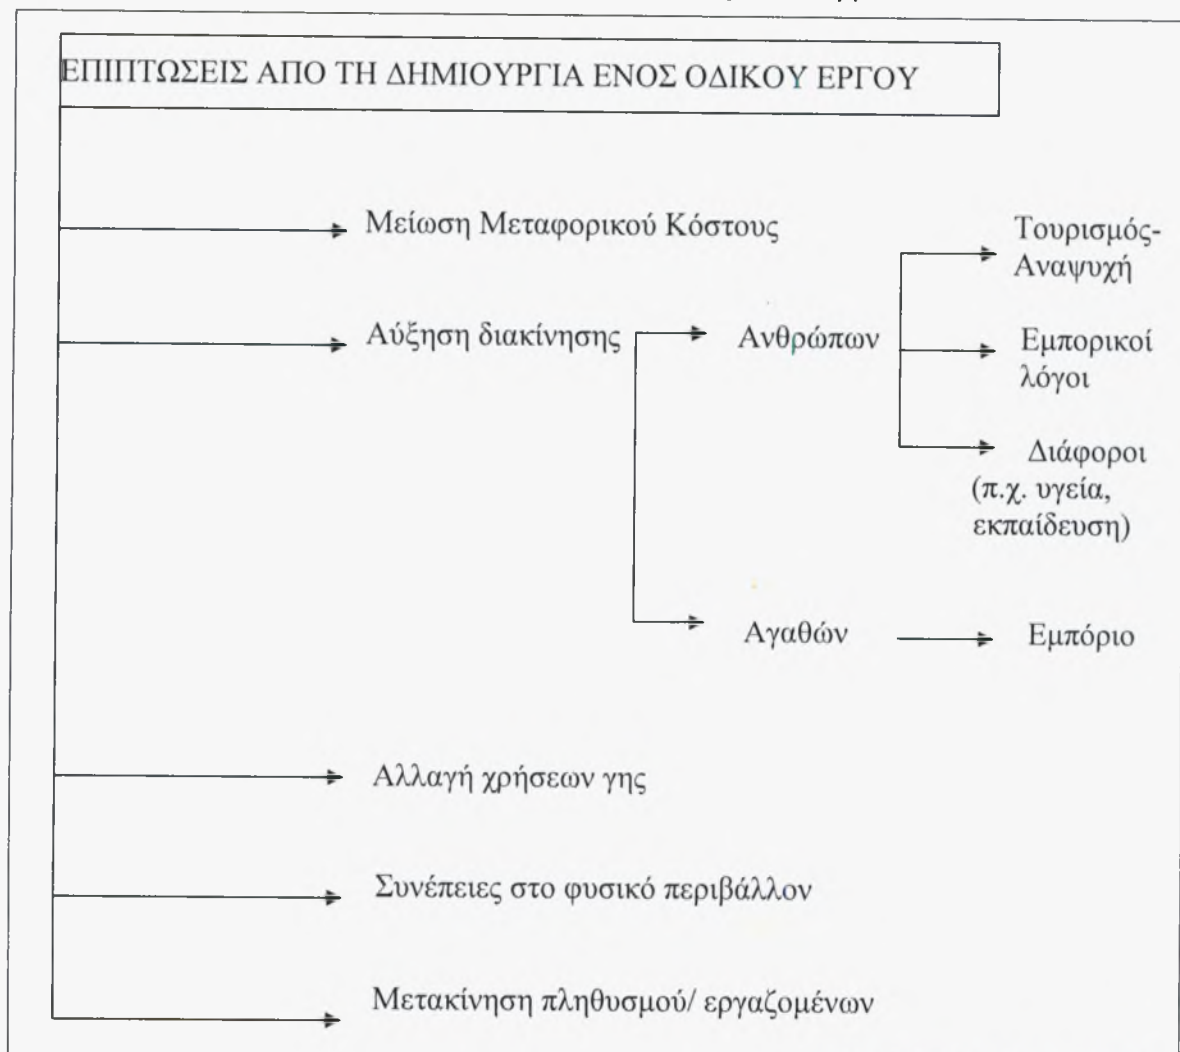 ΕΠΙΠΤΩΣΕΙΣ ΑΠΟ ΤΗ ΔΗΜΙΟΥΡΓΙΑ ΕΝΟΣ ΟΔΙΚΟΥ ΕΡΓΟΥ
Μείωση Μεταφορικού Κόστους
Αύξηση διακίνησης
Ανθρώπων
Τουρισμός-
Αναψυχή
Εμπορικοί
λόγοι
Διάφοροι
(π.χ. υγεία,
εκπαίδευση)
Αγαθών
Εμπόριο
Αλλαγή χρήσεων γης
Συνέπειες στο φυσικό περιβάλλον
Μετακίνηση πληθυσμού/ εργαζομένων